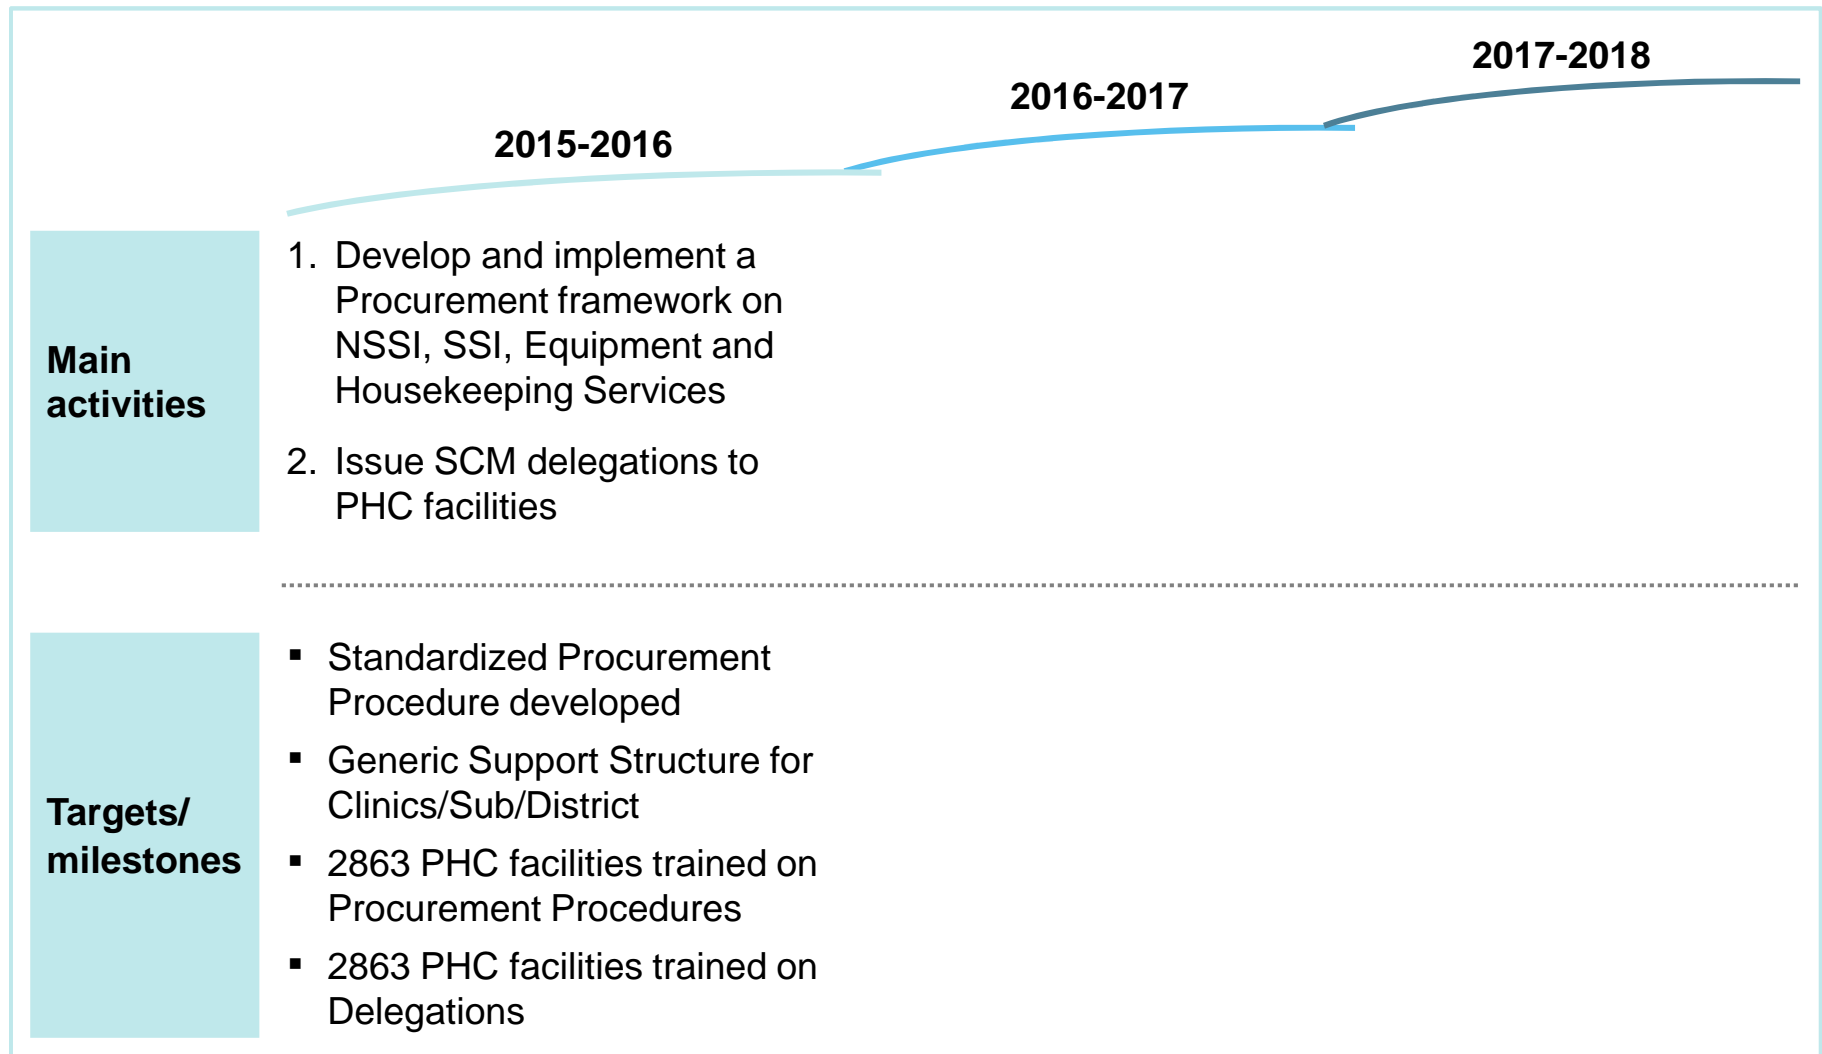 2015-2016
2016-2017
2017-2018
Main
activities
1. Develop and implement a
Procurement framework on
NSSI, SSI, Equipment and
Housekeeping Services
2. Issue SCM delegations to
PHC facilities
Targets/
milestones
▪ Standardized Procurement
Procedure developed
▪ Generic Support Structure for
Clinics/Sub/District
▪ 2863 PHC facilities trained on
Procurement Procedures
▪ 2863 PHC facilities trained on
Delegations